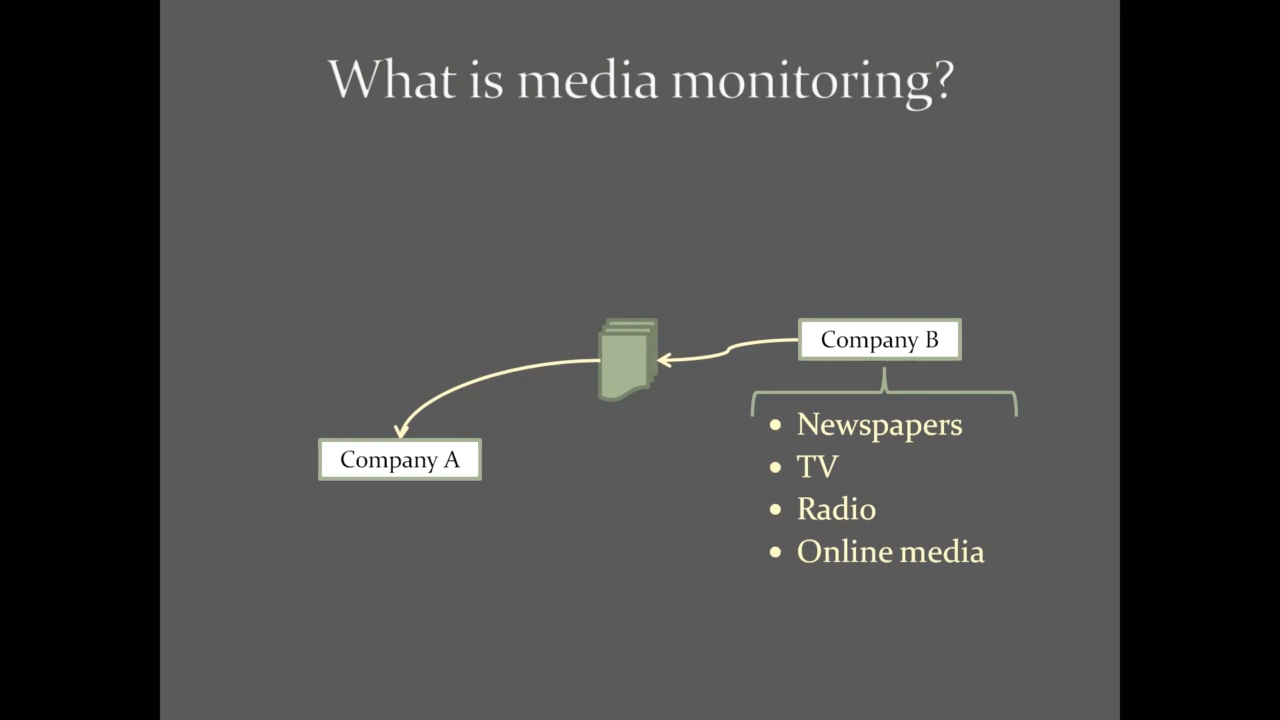 What is media monitoring?
Company B
Company A
• Newspapers
• TV
• Radio
• Online media